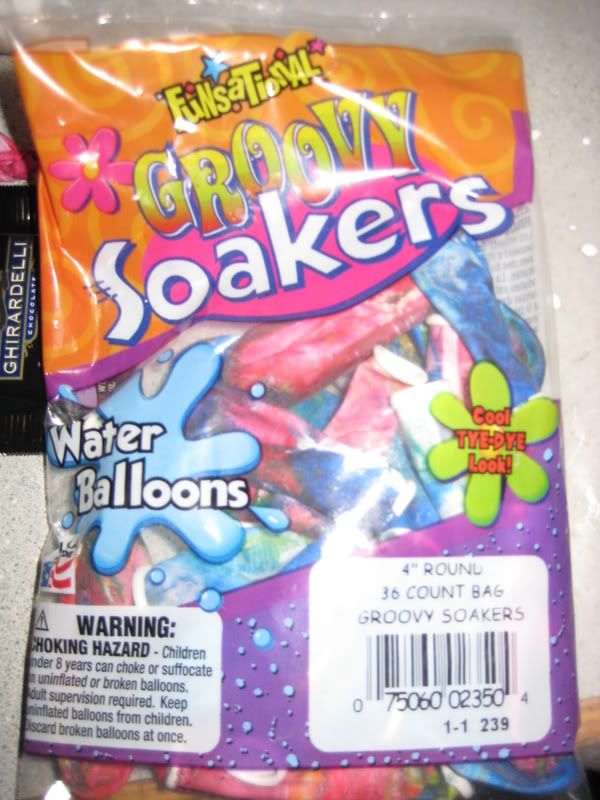 FUNsaTioNAL
GROOVY
Soakers
GHIRARDELLI
CHOCOLATE
Water
Balloons
Cool
TYE-DYE
Look!
4" ROUND
36 COUNT BAG
GROOVY SOAKERS
0 75060 02350 4
1-1 239
WARNING:
CHOKING HAZARD - Children
under 8 years can choke or suffocate
on uninflated or broken balloons.
Adult supervision required. Keep
uninflated balloons from children.
Discard broken balloons at once.